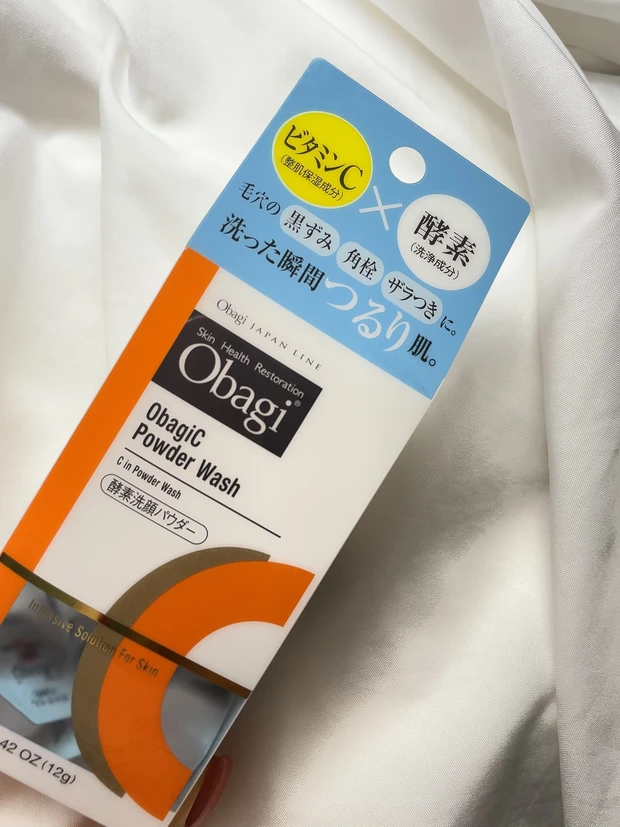 ビタミンC
(整肌保湿成分)
×
酵素
(洗浄成分)
毛穴の 黒ずみ 角栓 ザラつき に。
洗った瞬間つるり肌。
Obagi JAPAN LINE
Skin Health Restoration
Obagi®
ObagiC
Powder Wash
C in Powder Wash
酵素洗顔パウダー
Intensive Solution For Skin
42 OZ(12g)